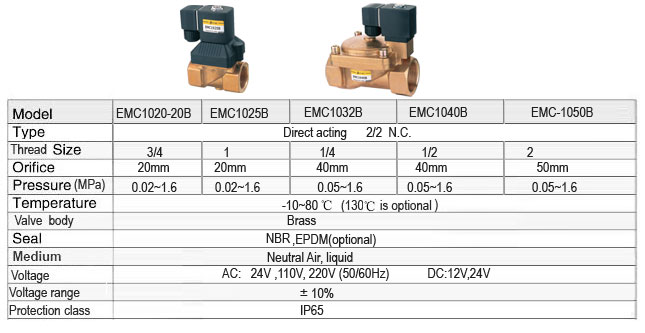 Model EMC1020-20B EMC1025B EMC1032B EMC1040B EMC-1050B
Type Direct acting 2/2 N.C.
Thread Size 3/4 1 1/4 1/2 2
Orifice 20mm 20mm 40mm 40mm 50mm
Pressure (MPa) 0.02~1.6 0.02~1.6 0.05~1.6 0.05~1.6 0.05~1.6
Temperature -10~80 ℃ (130℃ is optional)
Valve body Brass
Seal NBR ,EPDM(optional)
Medium Neutral Air, liquid
Voltage AC: 24V ,110V, 220V (50/60Hz) DC:12V,24V
Voltage range ± 10%
Protection class IP65